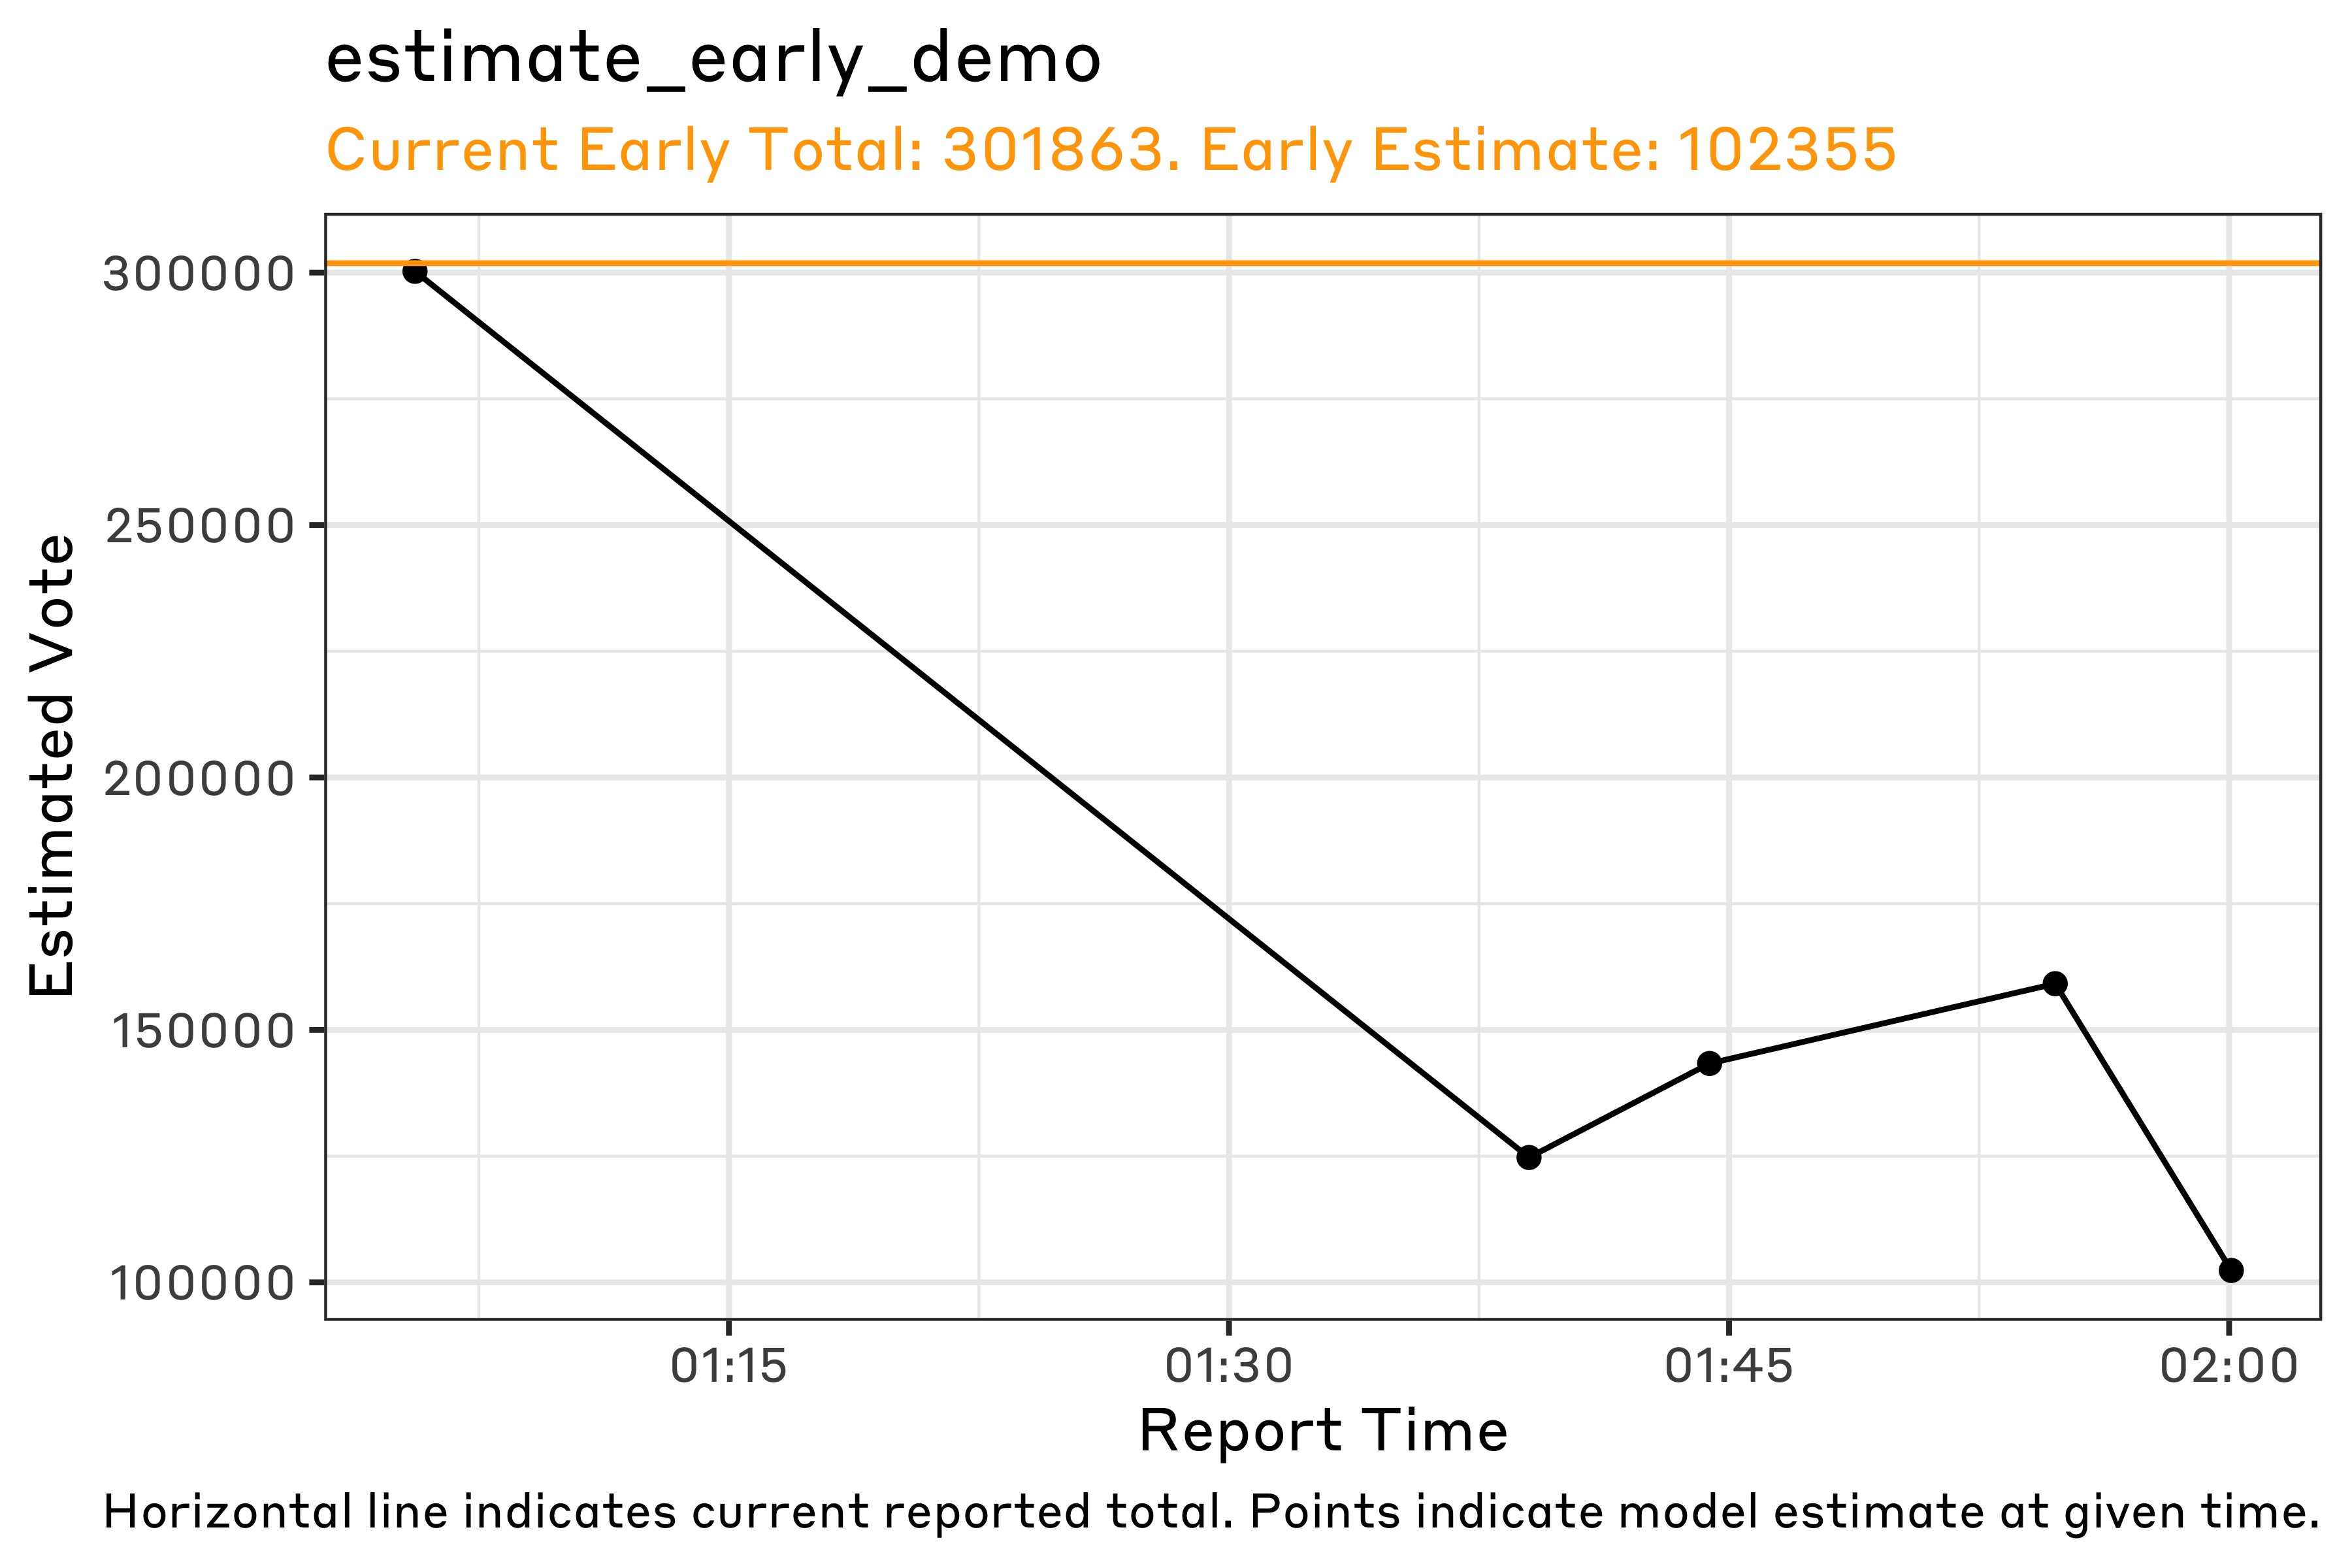 estimate_early_demo
Current Early Total: 301863. Early Estimate: 102355
Estimated Vote
300000
250000
200000
150000
100000
01:15 01:30 01:45 02:00
Report Time
Horizontal line indicates current reported total. Points indicate model estimate at given time.